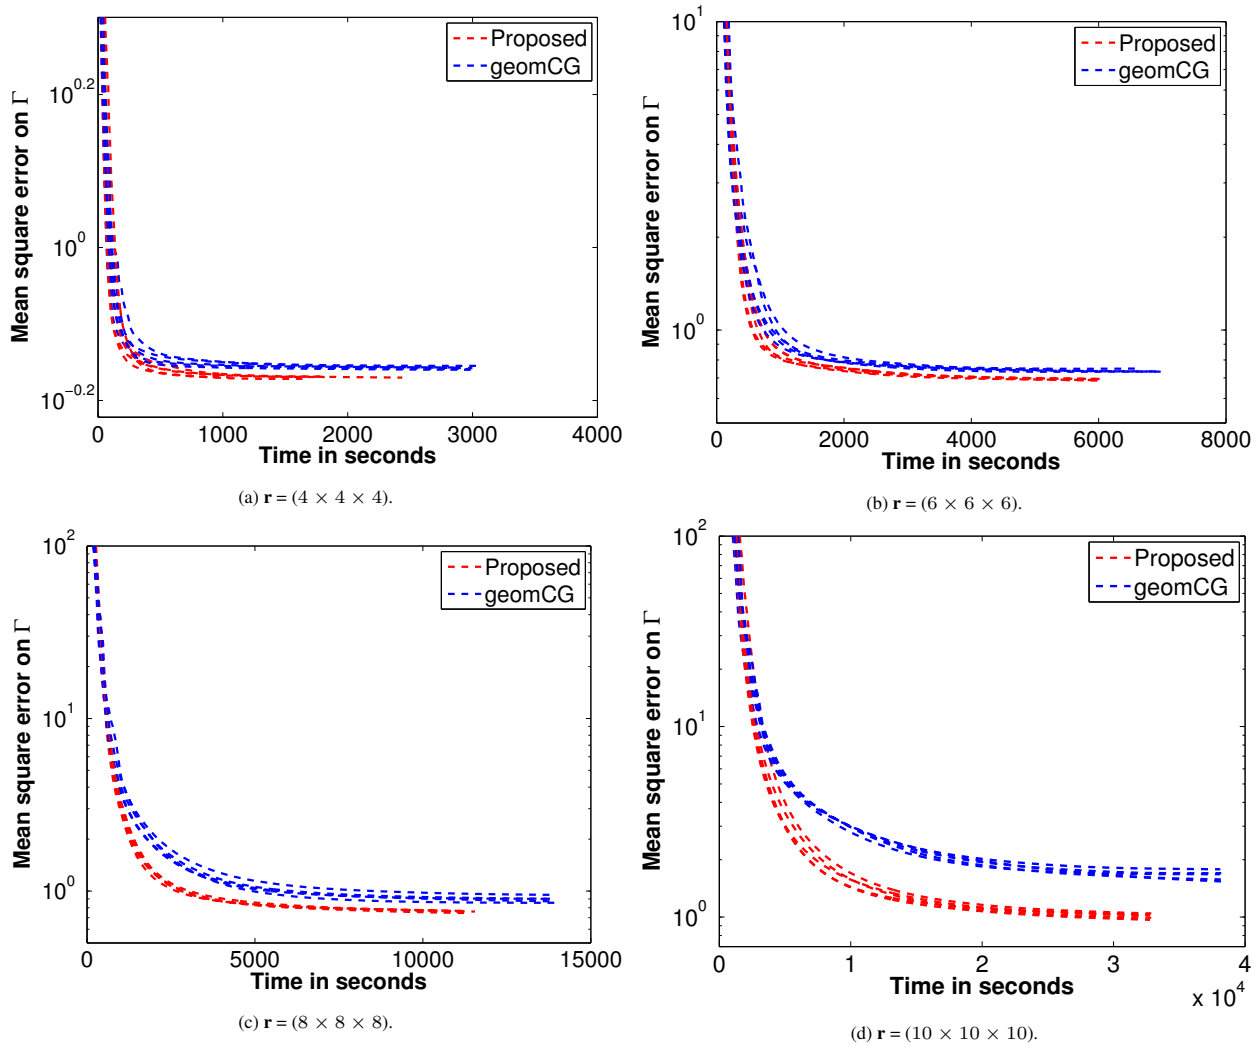 Proposed
geomCG
10^0.2
10^0
10^-0.2
Mean square error on Γ
0 1000 2000 3000 4000
Time in seconds
(a) r = (4 × 4 × 4).
Proposed
geomCG
10^1
10^0
Mean square error on Γ
0 2000 4000 6000 8000
Time in seconds
(b) r = (6 × 6 × 6).
Proposed
geomCG
10^2
10^1
10^0
Mean square error on Γ
0 5000 10000 15000
Time in seconds
(c) r = (8 × 8 × 8).
Proposed
geomCG
10^2
10^1
10^0
Mean square error on Γ
0 1 2 3 4
Time in seconds
x 10^4
(d) r = (10 × 10 × 10).